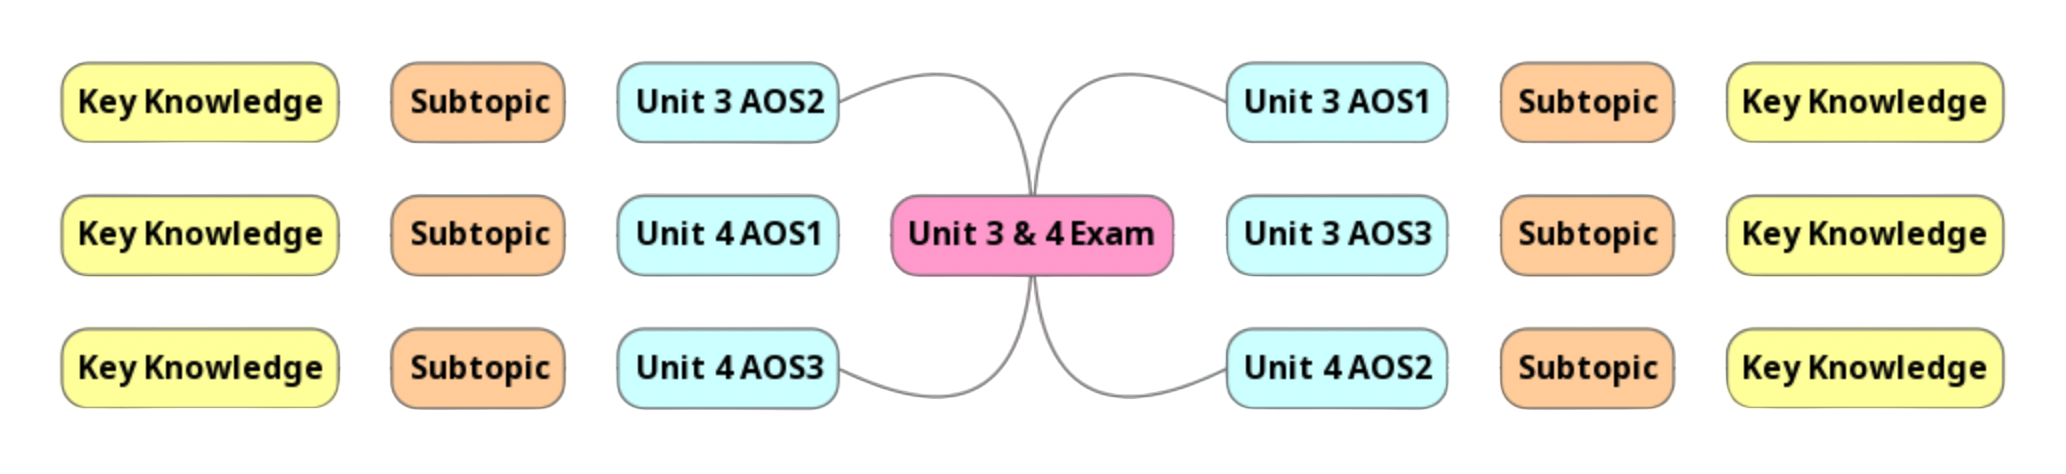 Key Knowledge Subtopic Unit 3 AOS2 Unit 3 AOS1 Subtopic Key Knowledge
Key Knowledge Subtopic Unit 4 AOS1 Unit 3 & 4 Exam Unit 3 AOS3 Subtopic Key Knowledge
Key Knowledge Subtopic Unit 4 AOS3 Unit 4 AOS2 Subtopic Key Knowledge